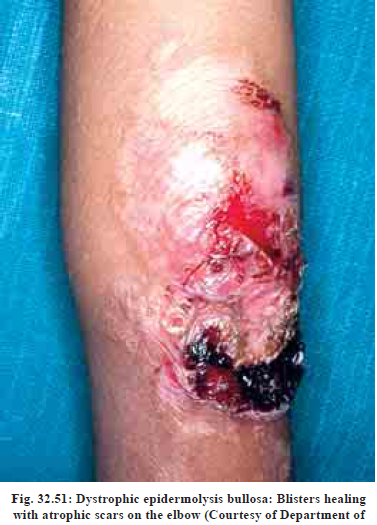 Fig. 32.51: Dystrophic epidermolysis bullosa: Blisters healing
with atrophic scars on the elbow (Courtesy of Department of